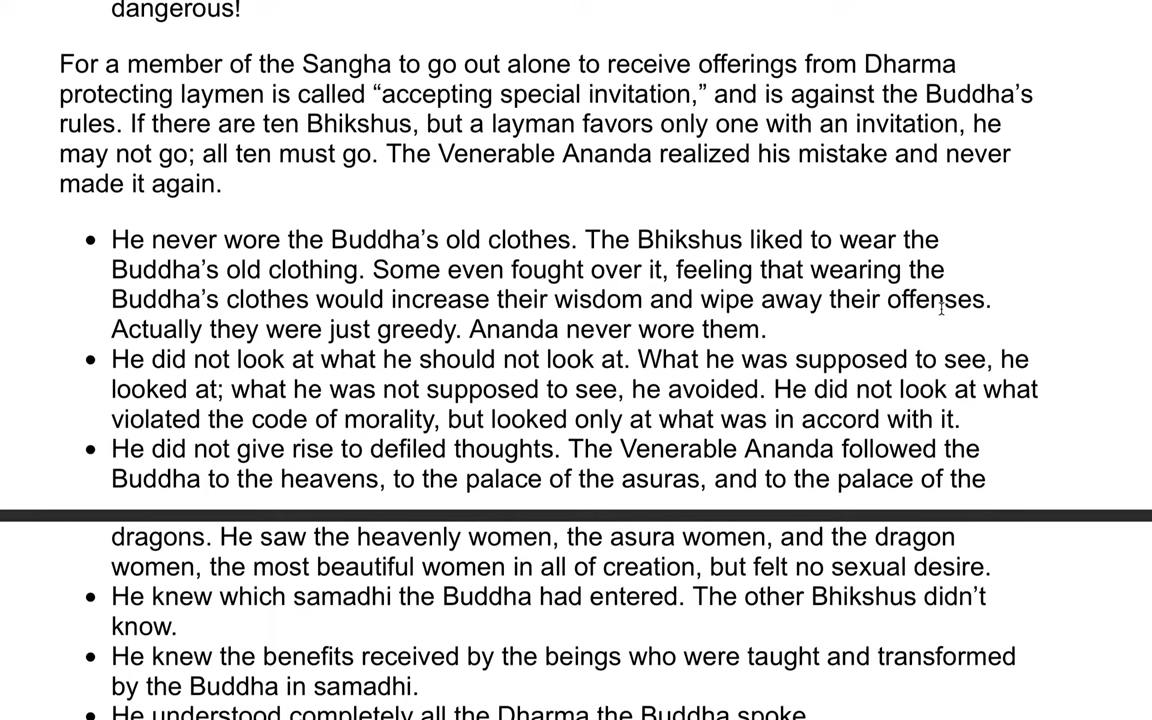 dangerous!
For a member of the Sangha to go out alone to receive offerings from Dharma
protecting laymen is called “accepting special invitation,” and is against the Buddha’s
rules. If there are ten Bhikshus, but a layman favors only one with an invitation, he
may not go; all ten must go. The Venerable Ananda realized his mistake and never
made it again.
• He never wore the Buddha’s old clothes. The Bhikshus liked to wear the
Buddha’s old clothing. Some even fought over it, feeling that wearing the
Buddha’s clothes would increase their wisdom and wipe away their offenses.
Actually they were just greedy. Ananda never wore them.
• He did not look at what he should not look at. What he was supposed to see, he
looked at; what he was not supposed to see, he avoided. He did not look at what
violated the code of morality, but looked only at what was in accord with it.
• He did not give rise to defiled thoughts. The Venerable Ananda followed the
Buddha to the heavens, to the palace of the asuras, and to the palace of the
dragons. He saw the heavenly women, the asura women, and the dragon
women, the most beautiful women in all of creation, but felt no sexual desire.
• He knew which samadhi the Buddha had entered. The other Bhikshus didn’t
know.
• He knew the benefits received by the beings who were taught and transformed
by the Buddha in samadhi.
• He understood completely all the Dharma the Buddha spoke.